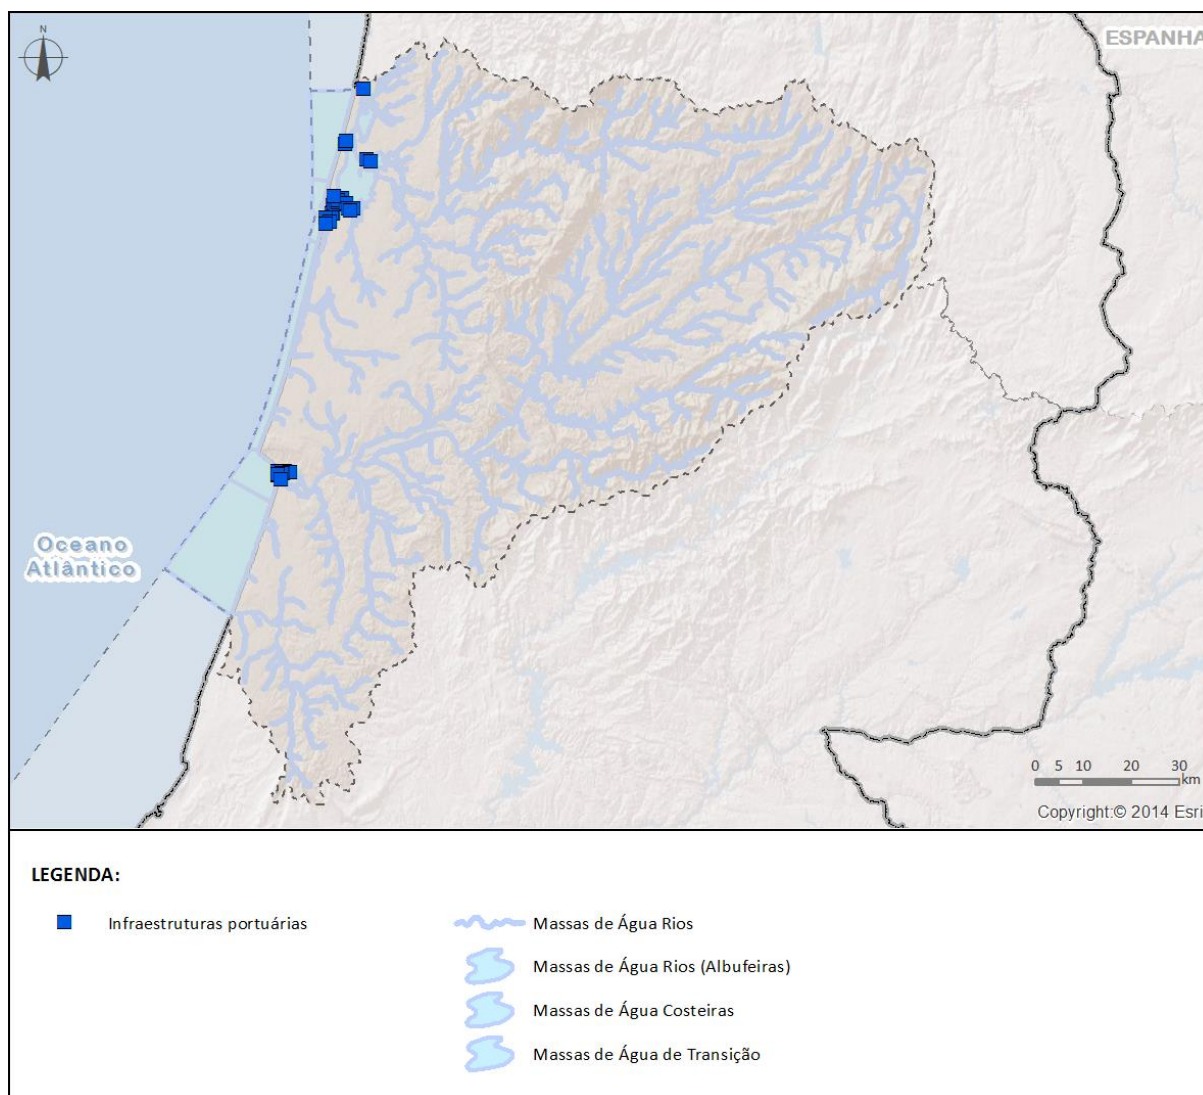 N
ESPANHA
Oceano
Atlântico
0 5 10 20 30
km
Copyright:© 2014 Esri
LEGENDA:
Infraestruturas portuárias
Massas de Água Rios
Massas de Água Rios (Albufeiras)
Massas de Água Costeiras
Massas de Água de Transição